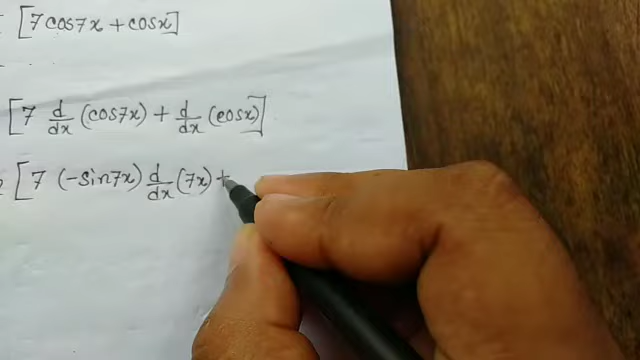 [7cos7x + cosx]
[7 d/dx (cos7x) + d/dx (cosx)]
[7 (-sin7x) d/dx (7x) +